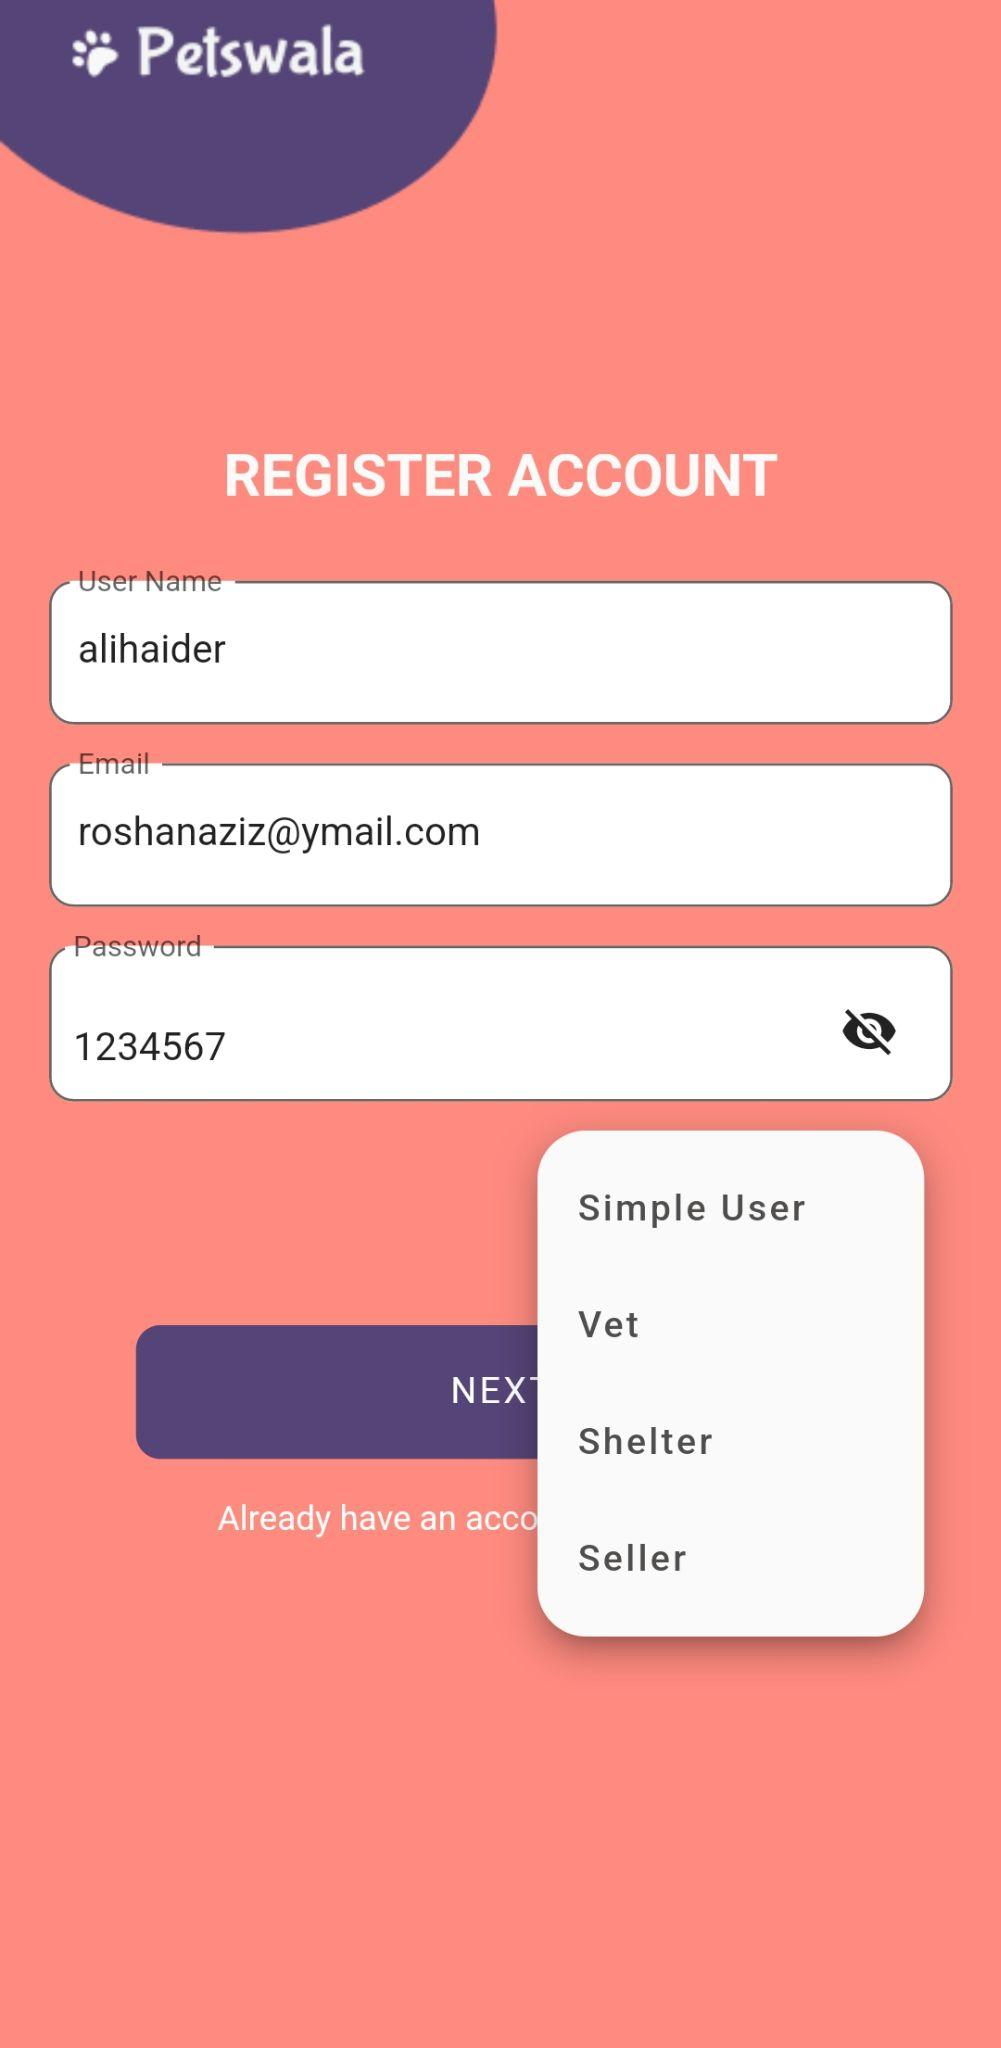 Petswala
REGISTER ACCOUNT
User Name
alihaider
Email
roshanaziz@ymail.com
Password
1234567
Simple User
Vet
NEXT
Shelter
Already have an acco
Seller